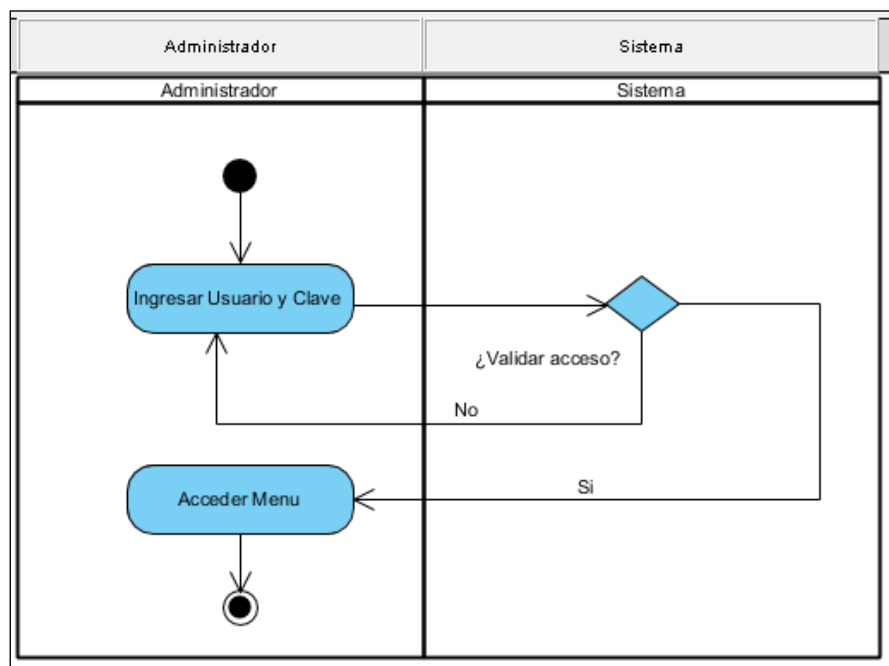 Administrador
Sistema
Administrador
Sistema
Ingresar Usuario y Clave
¿Validar acceso?
No
Acceder Menu
Si